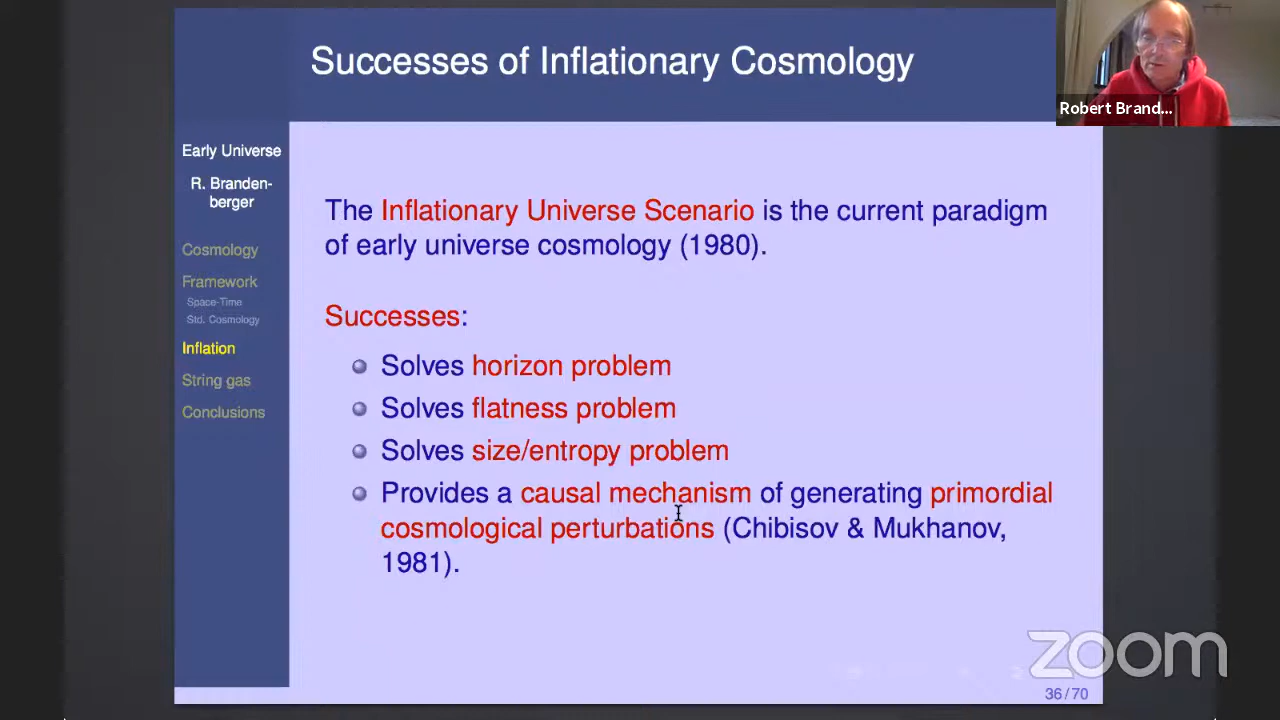 Successes of Inflationary Cosmology
Robert Brand...
Early Universe
R. Branden-
berger
Cosmology
Framework
Space-Time
Std. Cosmology
Inflation
String gas
Conclusions
The Inflationary Universe Scenario is the current paradigm
of early universe cosmology (1980).
Successes:
Solves horizon problem
Solves flatness problem
Solves size/entropy problem
Provides a causal mechanism of generating primordial
cosmological perturbations (Chibisov & Mukhanov,
1981).
zoom
36/70